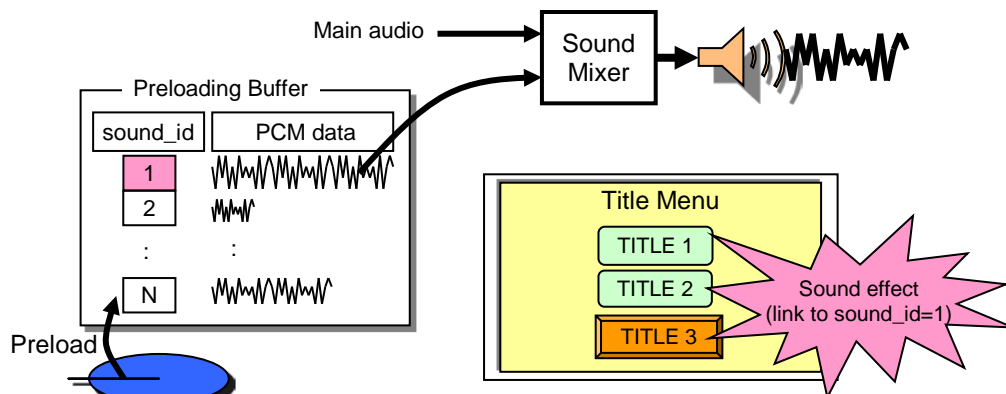 Main audio
Sound
Mixer
Preloading Buffer
sound_id
PCM data
1
2
:
:
N
Preload
Title Menu
TITLE 1
TITLE 2
TITLE 3
Sound effect
(link to sound_id=1)